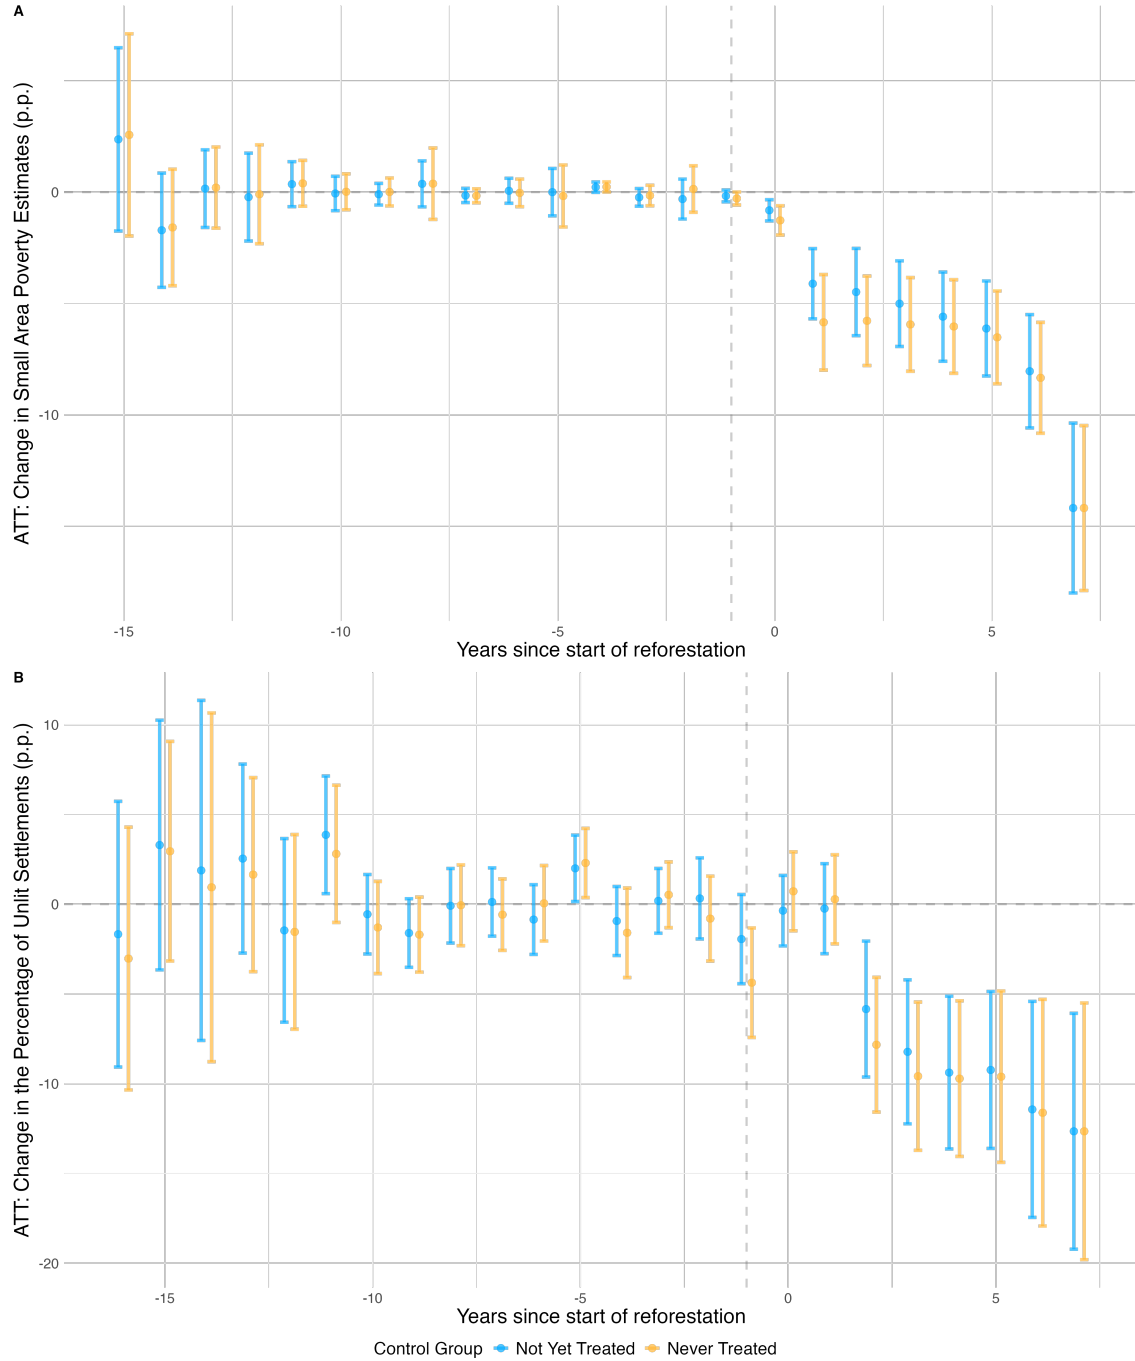 A
ATT: Change in Small Area Poverty Estimates (p.p.)
0
-10
-15 -10 -5 0 5
Years since start of reforestation
B
ATT: Change in the Percentage of Unlit Settlements (p.p.)
10
0
-10
-20
-15 -10 -5 0 5
Years since start of reforestation
Control Group Not Yet Treated Never Treated